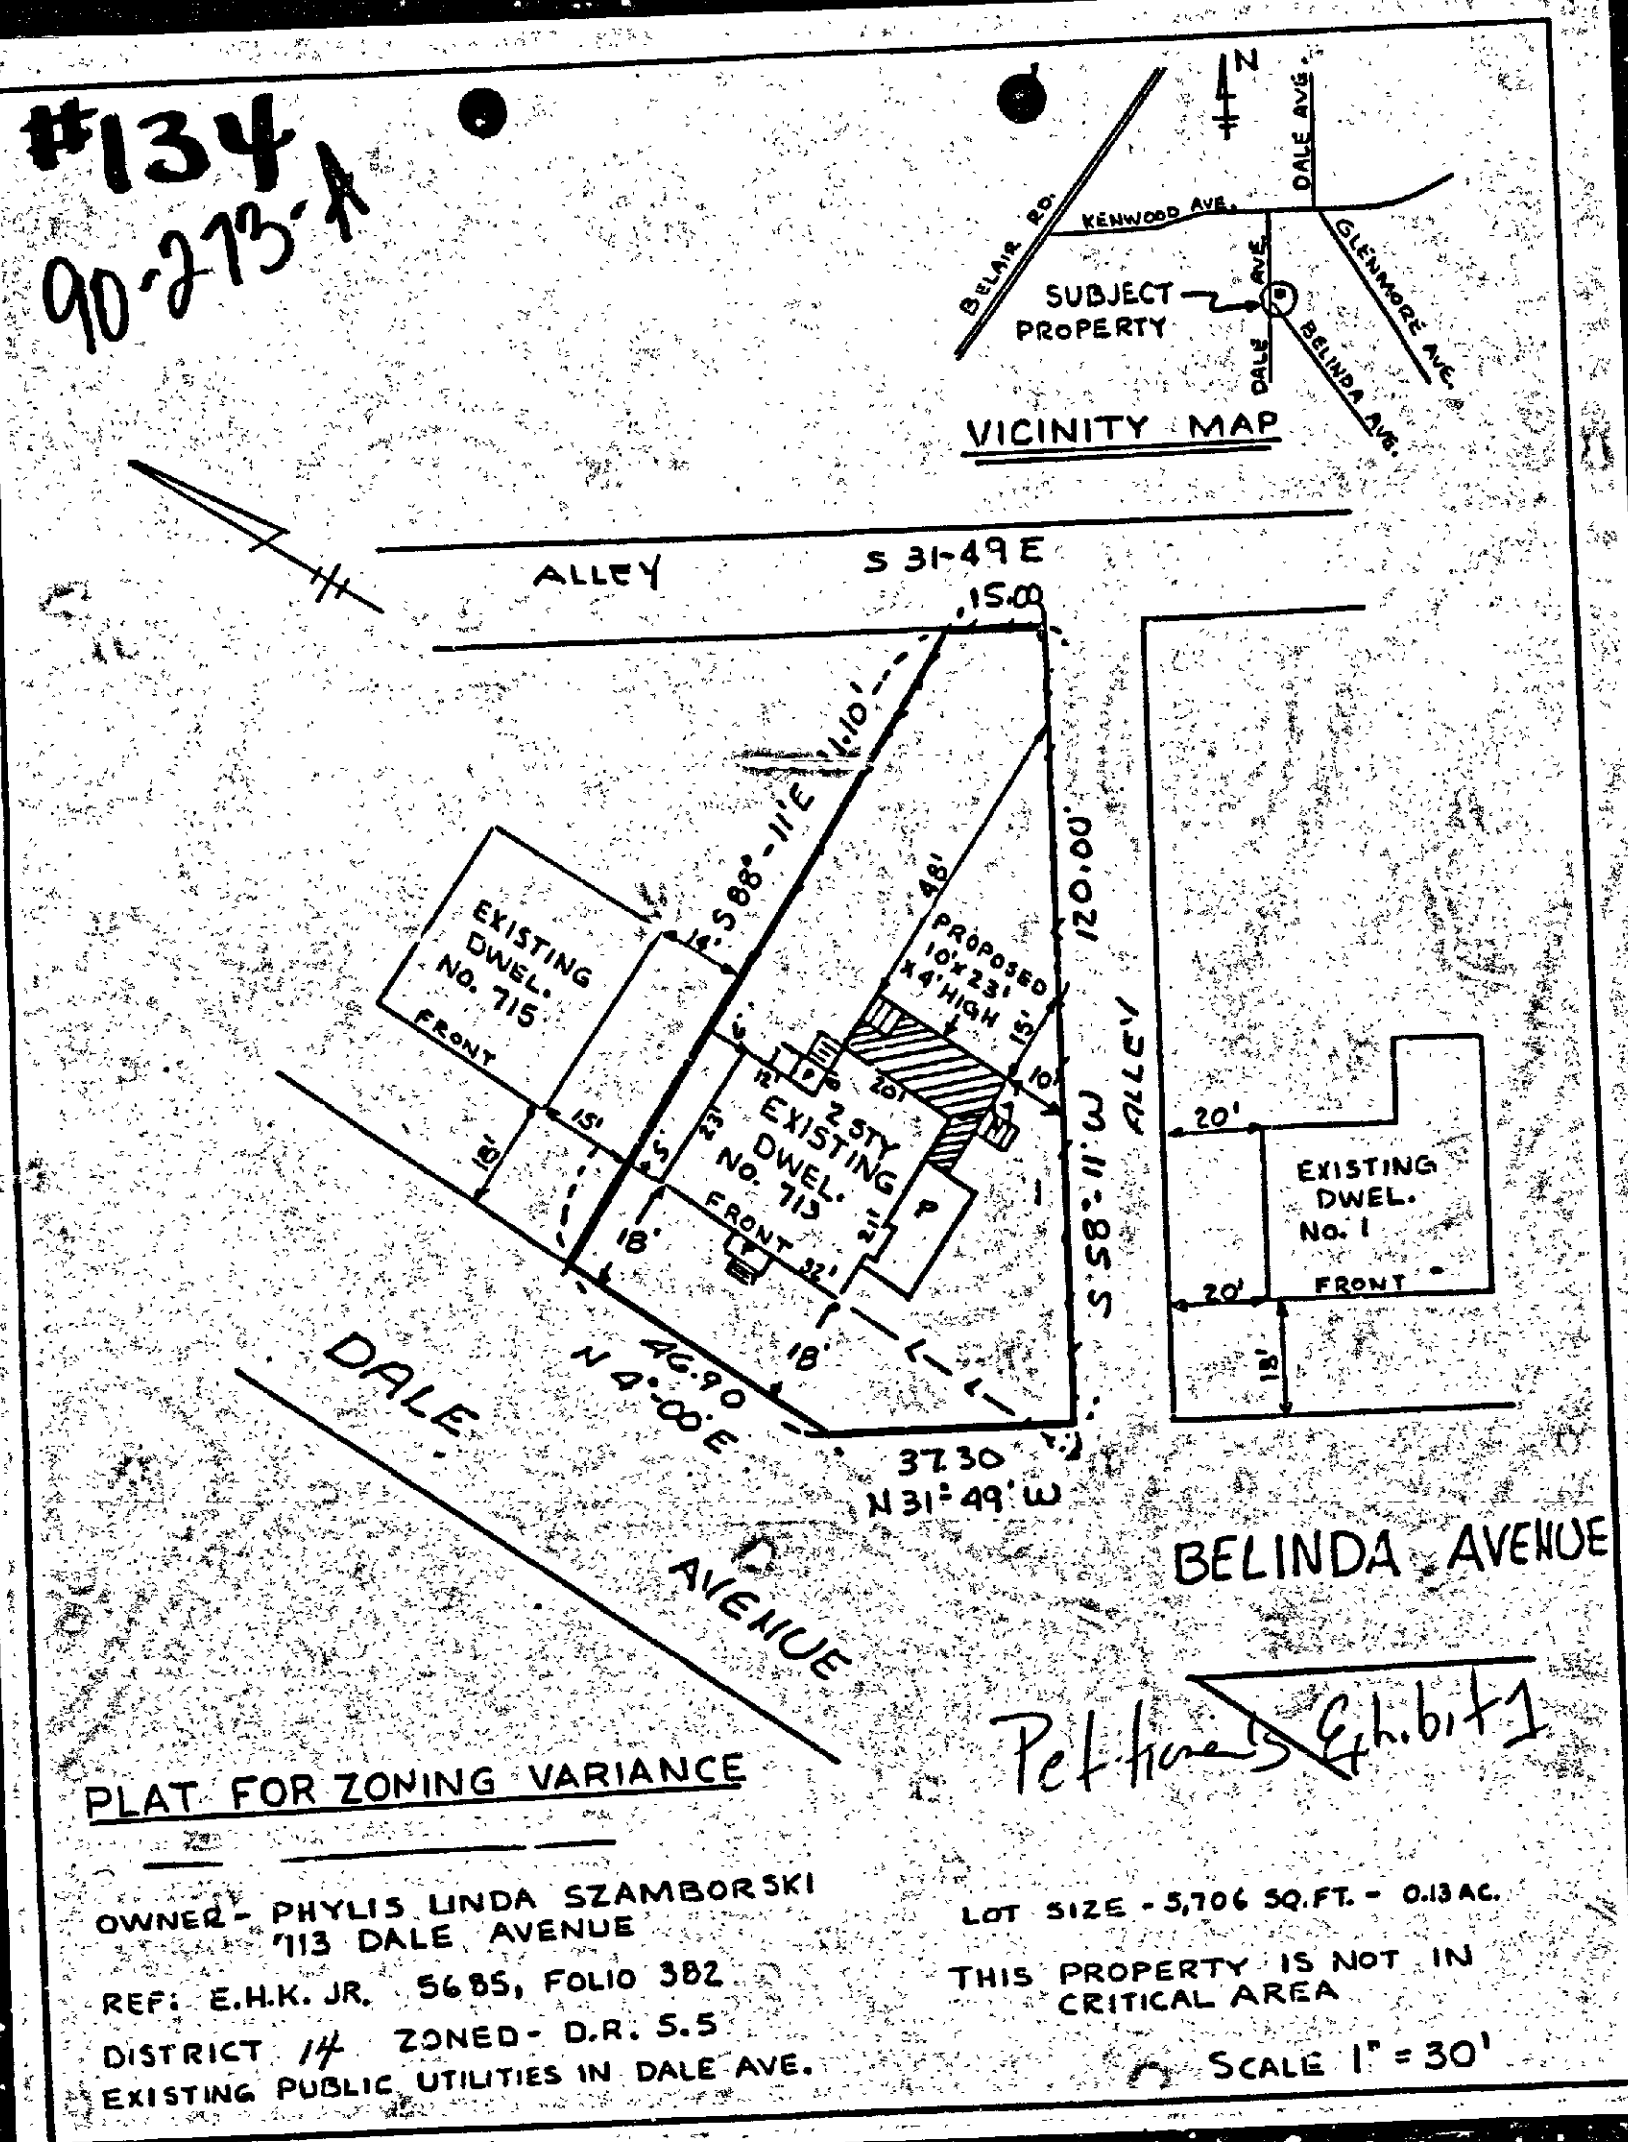 #134
90-273-A
N
DALE AVE.
BELAIR RD.
KENWOOD AVE.
GLENMORE AVE.
SUBJECT
PROPERTY
DALE AVE.
BELINDA AVE.
VICINITY MAP
ALLEY
S 31-49 E
15.00
S 88°-11'E
EXISTING
DWEL.
NO. 715
FRONT
14'
48'
PROPOSED
10'X23'
X 4' HIGH
15'
10'
120.00'
S.58°-11'W
ALLEY
6'
12'
P
20'
23'
2 STY
EXISTING
DWEL.
NO. 713
FRONT
32'
21'
P
15'
5'
18'
18'
18'
20'
EXISTING
DWEL.
No. 1
FRONT
20'
18'
46.90
N 4°-00'E
37.30
N 31°-49'W
DALE
AVENUE
BELINDA AVENUE
Petitioner's Exhibit 1
PLAT FOR ZONING VARIANCE
OWNER - PHYLIS LINDA SZAMBORSKI
713 DALE AVENUE
REF: E.H.K. JR. 5685, FOLIO 382
DISTRICT 14 ZONED - D.R. 5.5
EXISTING PUBLIC UTILITIES IN DALE AVE.
LOT SIZE - 5,706 SQ.FT. - 0.13 AC.
THIS PROPERTY IS NOT IN
CRITICAL AREA
SCALE 1" = 30'